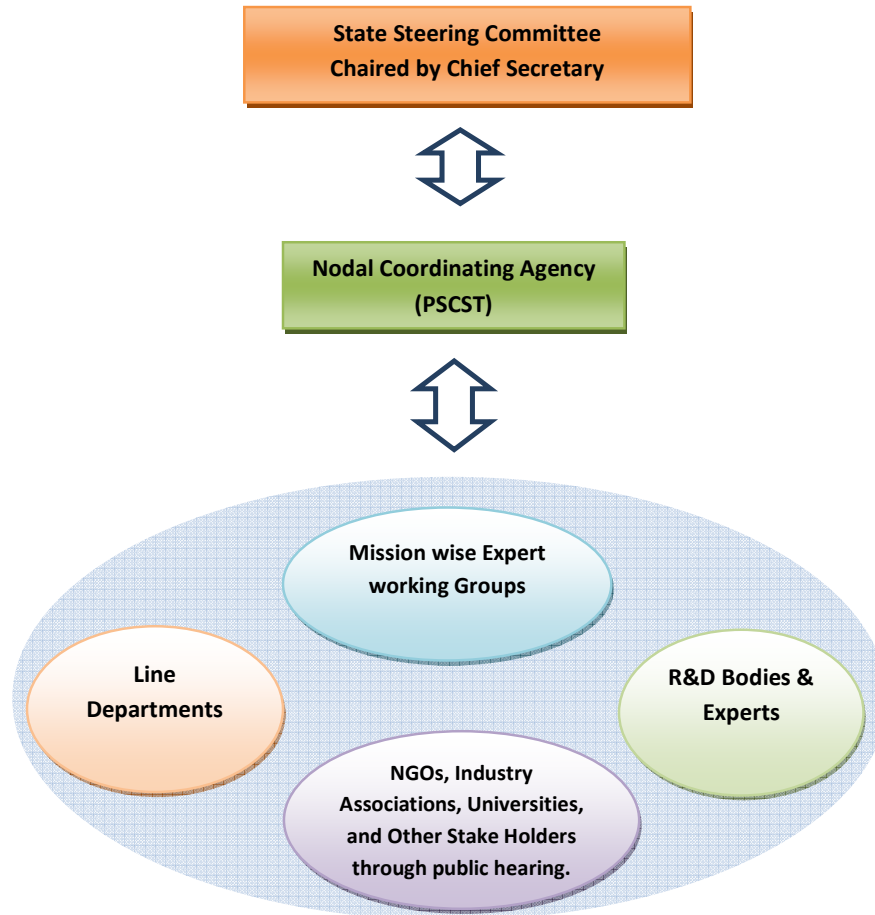 State Steering Committee
Chaired by Chief Secretary
Nodal Coordinating Agency
(PSCST)
Mission wise Expert
working Groups
Line
Departments
R&D Bodies &
Experts
NGOs, Industry
Associations, Universities,
and Other Stake Holders
through public hearing.